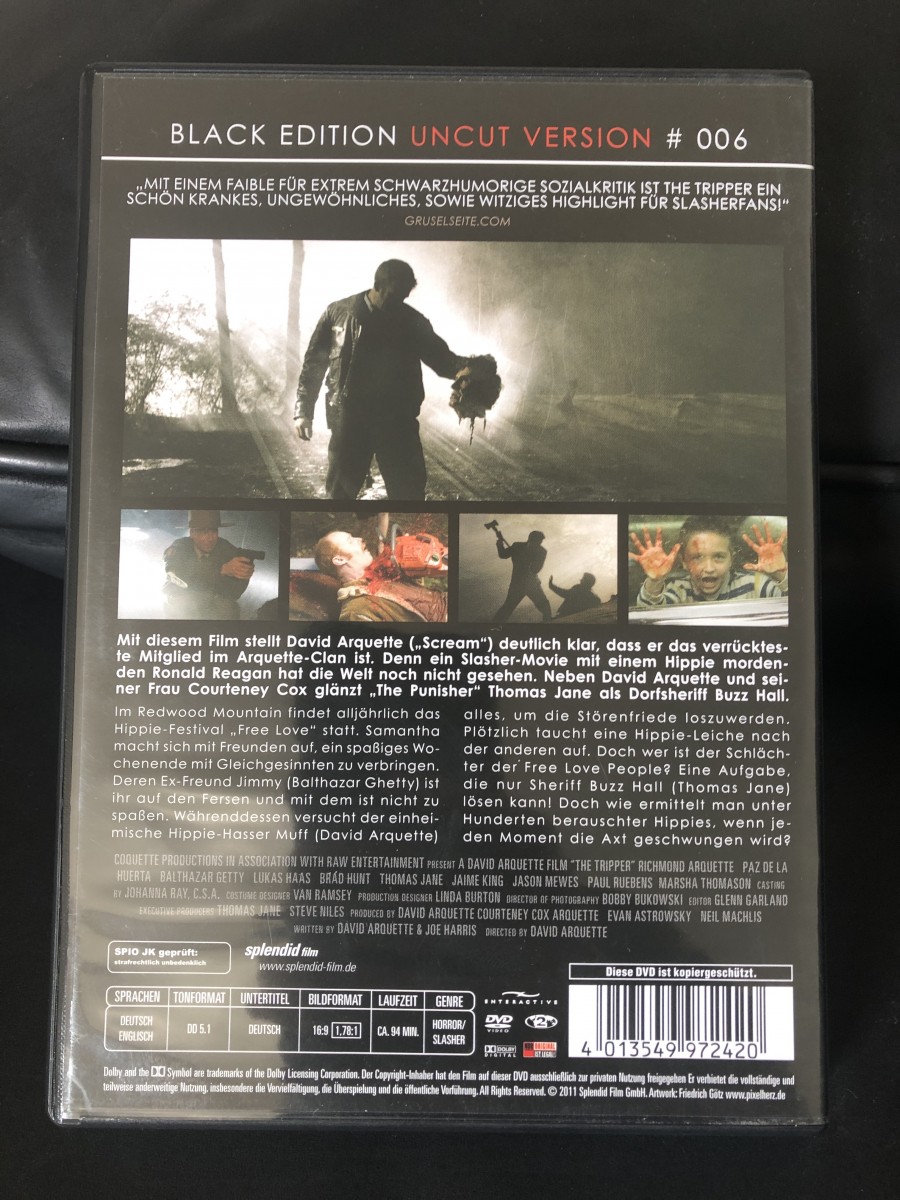 BLACK EDITION UNCUT VERSION # 006
„MIT EINEM FAIBLE FÜR EXTREM SCHWARZHUMORIGE SOZIALKRITIK IST THE TRIPPER EIN
SCHÖN KRANKES, UNGEWÖHNLICHES, SOWIE WITZIGES HIGHLIGHT FÜR SLASHERFANS!“
GRUSELSEITE.COM
Mit diesem Film stellt David Arquette („Scream“) deutlich klar, dass er das verrücktes-
te Mitglied im Arquette-Clan ist. Denn ein Slasher-Movie mit einem Hippie morden-
den Ronald Reagan hat die Welt noch nicht gesehen. Neben David Arquette und sei-
ner Frau Courteney Cox glänzt „The Punisher“ Thomas Jane als Dorfsheriff Buzz Hall.
Im Redwood Mountain findet alljährlich das
Hippie-Festival „Free Love“ statt. Samantha
macht sich mit Freunden auf, ein spaßiges Wo-
chenende mit Gleichgesinnten zu verbringen.
Deren Ex-Freund Jimmy (Balthazar Ghetty) ist
ihr auf den Fersen und mit dem ist nicht zu
spaßen. Währenddessen versucht der einhei-
mische Hippie-Hasser Muff (David Arquette)
alles, um die Störenfriede loszuwerden.
Plötzlich taucht eine Hippie-Leiche nach
der anderen auf. Doch wer ist der Schläch-
ter der Free Love People? Eine Aufgabe,
die nur Sheriff Buzz Hall (Thomas Jane)
lösen kann! Doch wie ermittelt man unter
Hunderten berauschter Hippies, wenn je-
den Moment die Axt geschwungen wird?
COQUETTE PRODUCTIONS IN ASSOCIATION WITH RAW ENTERTAINMENT PRESENT A DAVID ARQUETTE FILM "THE TRIPPER" RICHMOND ARQUETTE PAZ DE LA
HUERTA BALTHAZAR GETTY LUKAS HAAS BRAD HUNT THOMAS JANE JAIME KING JASON MEWES PAUL RUEBENS MARSHA THOMASON CASTING
BY JOHANNA RAY, C.S.A. COSTUME DESIGNER VAN RAMSEY PRODUCTION DESIGNER LINDA BURTON DIRECTOR OF PHOTOGRAPHY BOBBY BUKOWSKI EDITOR GLENN GARLAND
EXECUTIVE PRODUCERS THOMAS JANE STEVE NILES PRODUCED BY DAVID ARQUETTE COURTENEY COX ARQUETTE EVAN ASTROWSKY NEIL MACHLIS
WRITTEN BY DAVID ARQUETTE & JOE HARRIS DIRECTED BY DAVID ARQUETTE
SPIO JK geprüft:
strafrechtlich unbedenklich
splendid film
www.splendid-film.de
Diese DVD ist kopiergeschützt.
SPRACHEN TONFORMAT UNTERTITEL BILDFORMAT LAUFZEIT GENRE
DEUTSCH
ENGLISCH
DD 5.1
DEUTSCH
16:9 1,78:1
CA. 94 MIN.
HORROR/
SLASHER
ENTERACTIVE
DVD
VIDEO
2
DOLBY
DIGITAL
NUR ORIGINAL
IST LEGAL!
4 013549 972420
Dolby and the DD Symbol are trademarks of the Dolby Licensing Corporation. Der Copyright-Inhaber hat den Film auf dieser DVD ausschließlich zur privaten Nutzung freigegeben Er verbietet die vollständige und
teilweise anderweitige Nutzung, insbesondere die Vervielfältigung, die Überspielung und die öffentliche Vorführung. All Rights Reserved. © 2011 Splendid Film GmbH. Artwork: Friedrich Götz www.pixelherz.de